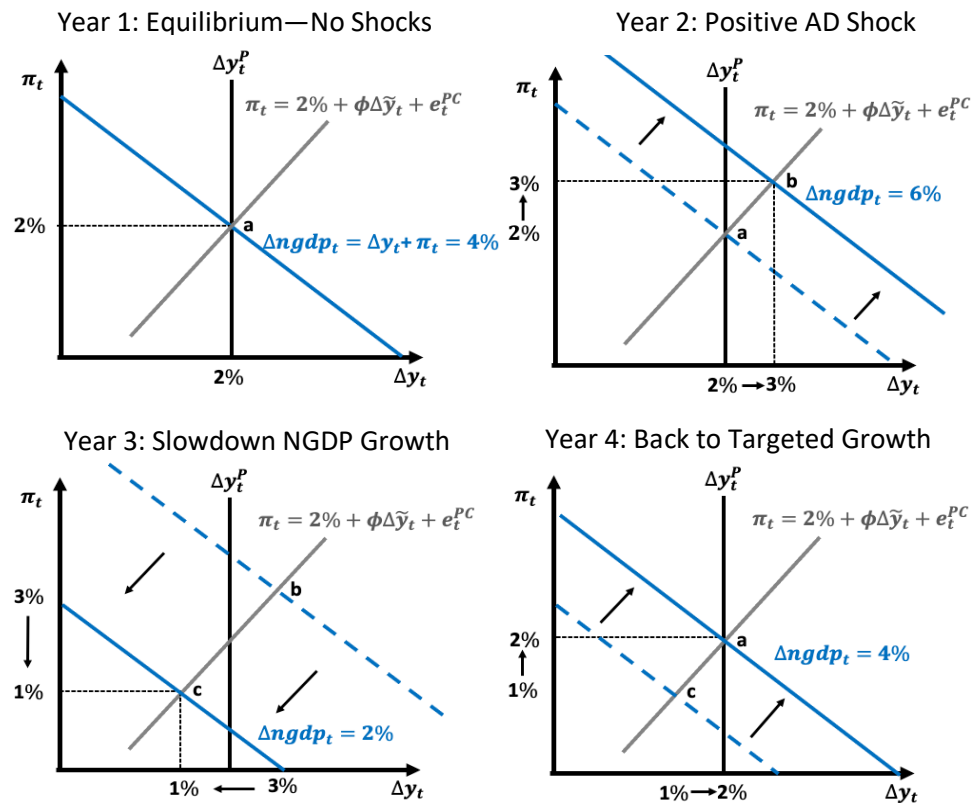 Year 1: Equilibrium—No Shocks
π_t
Δy_t^P
π_t = 2% + ϕΔỹ_t + e_t^PC
2%
a
Δngdp_t = Δy_t + π_t = 4%
2%
Δy_t
Year 2: Positive AD Shock
π_t
Δy_t^P
π_t = 2% + ϕΔỹ_t + e_t^PC
3%
b
Δngdp_t = 6%
2%
a
2% → 3%
Δy_t
Year 3: Slowdown NGDP Growth
π_t
Δy_t^P
π_t = 2% + ϕΔỹ_t + e_t^PC
3%
b
1%
c
Δngdp_t = 2%
1% ← 3%
Δy_t
Year 4: Back to Targeted Growth
π_t
Δy_t^P
π_t = 2% + ϕΔỹ_t + e_t^PC
2%
a
Δngdp_t = 4%
1%
c
1% → 2%
Δy_t